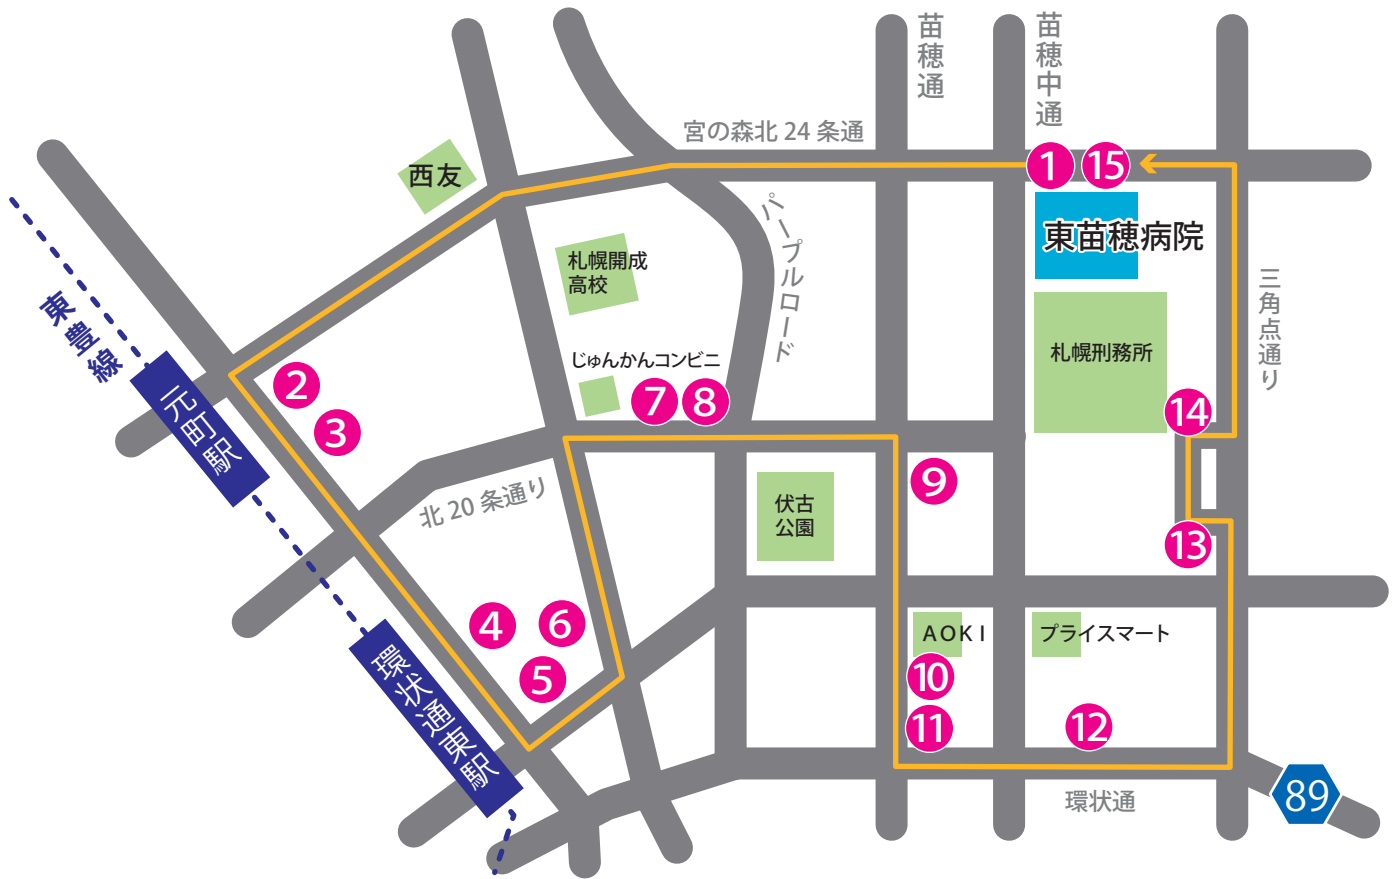 苗穂通
苗穂中通
宮の森北24条通
1
15
西友
東苗穂病院
パープルロード
札幌開成
高校
三角点通り
東豊線
札幌刑務所
じゅんかんコンビニ
2
7
8
14
元町駅
3
9
北20条通り
伏古
公園
13
4
6
AOKI
プライスマート
5
10
環状通東駅
11
12
環状通
89